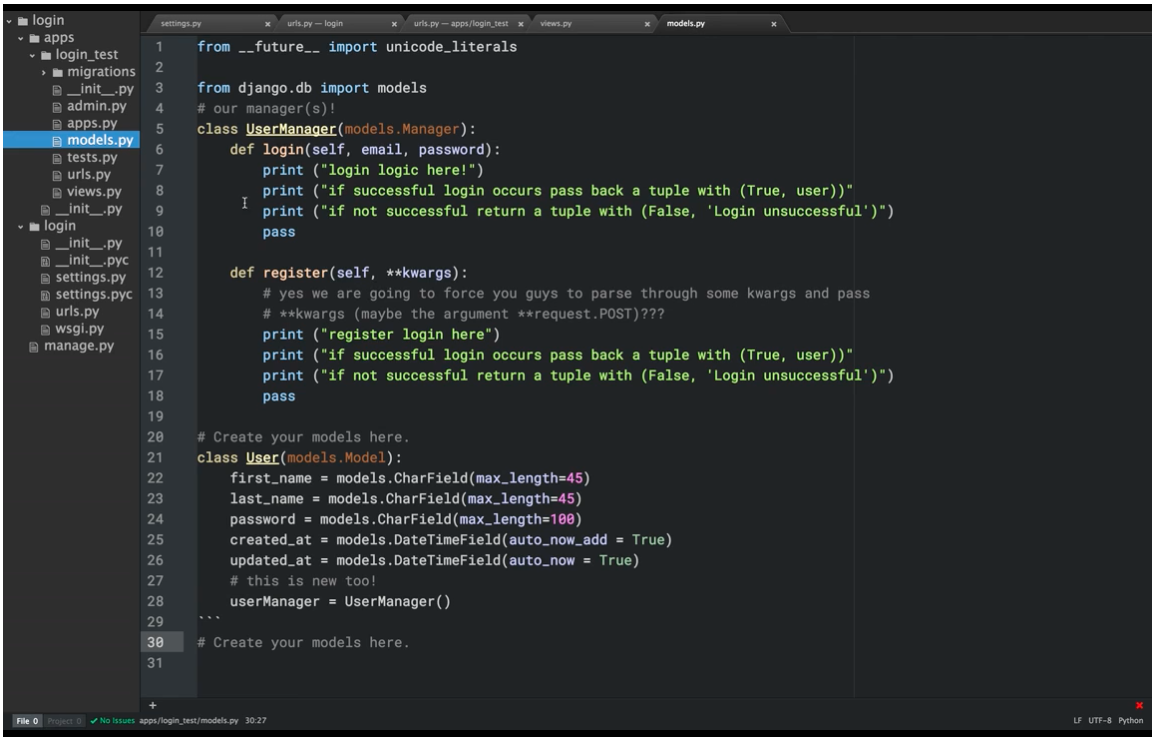 login
apps
login_test
migrations
__init__.py
admin.py
apps.py
models.py
tests.py
urls.py
views.py
__init__.py
login
__init__.py
__init__.pyc
settings.py
settings.pyc
urls.py
wsgi.py
manage.py
settings.py
urls.py — login
urls.py — apps/login_test
views.py
models.py
1 from __future__ import unicode_literals
2
3 from django.db import models
4 # our manager(s)!
5 class UserManager(models.Manager):
6 def login(self, email, password):
7 print ("login logic here!")
8 print ("if successful login occurs pass back a tuple with (True, user))"
9 print ("if not successful return a tuple with (False, 'Login unsuccessful')")
10 pass
11
12 def register(self, **kwargs):
13 # yes we are going to force you guys to parse through some kwargs and pass
14 # **kwargs (maybe the argument **request.POST)???
15 print ("register login here")
16 print ("if successful login occurs pass back a tuple with (True, user))"
17 print ("if not successful return a tuple with (False, 'Login unsuccessful')")
18 pass
19
20 # Create your models here.
21 class User(models.Model):
22 first_name = models.CharField(max_length=45)
23 last_name = models.CharField(max_length=45)
24 password = models.CharField(max_length=100)
25 created_at = models.DateTimeField(auto_now_add = True)
26 updated_at = models.DateTimeField(auto_now = True)
27 # this is new too!
28 userManager = UserManager()
29 ```
30 # Create your models here.
31
File 0 Project 0 No Issues apps/login_test/models.py 30:27 LF UTF-8 Python